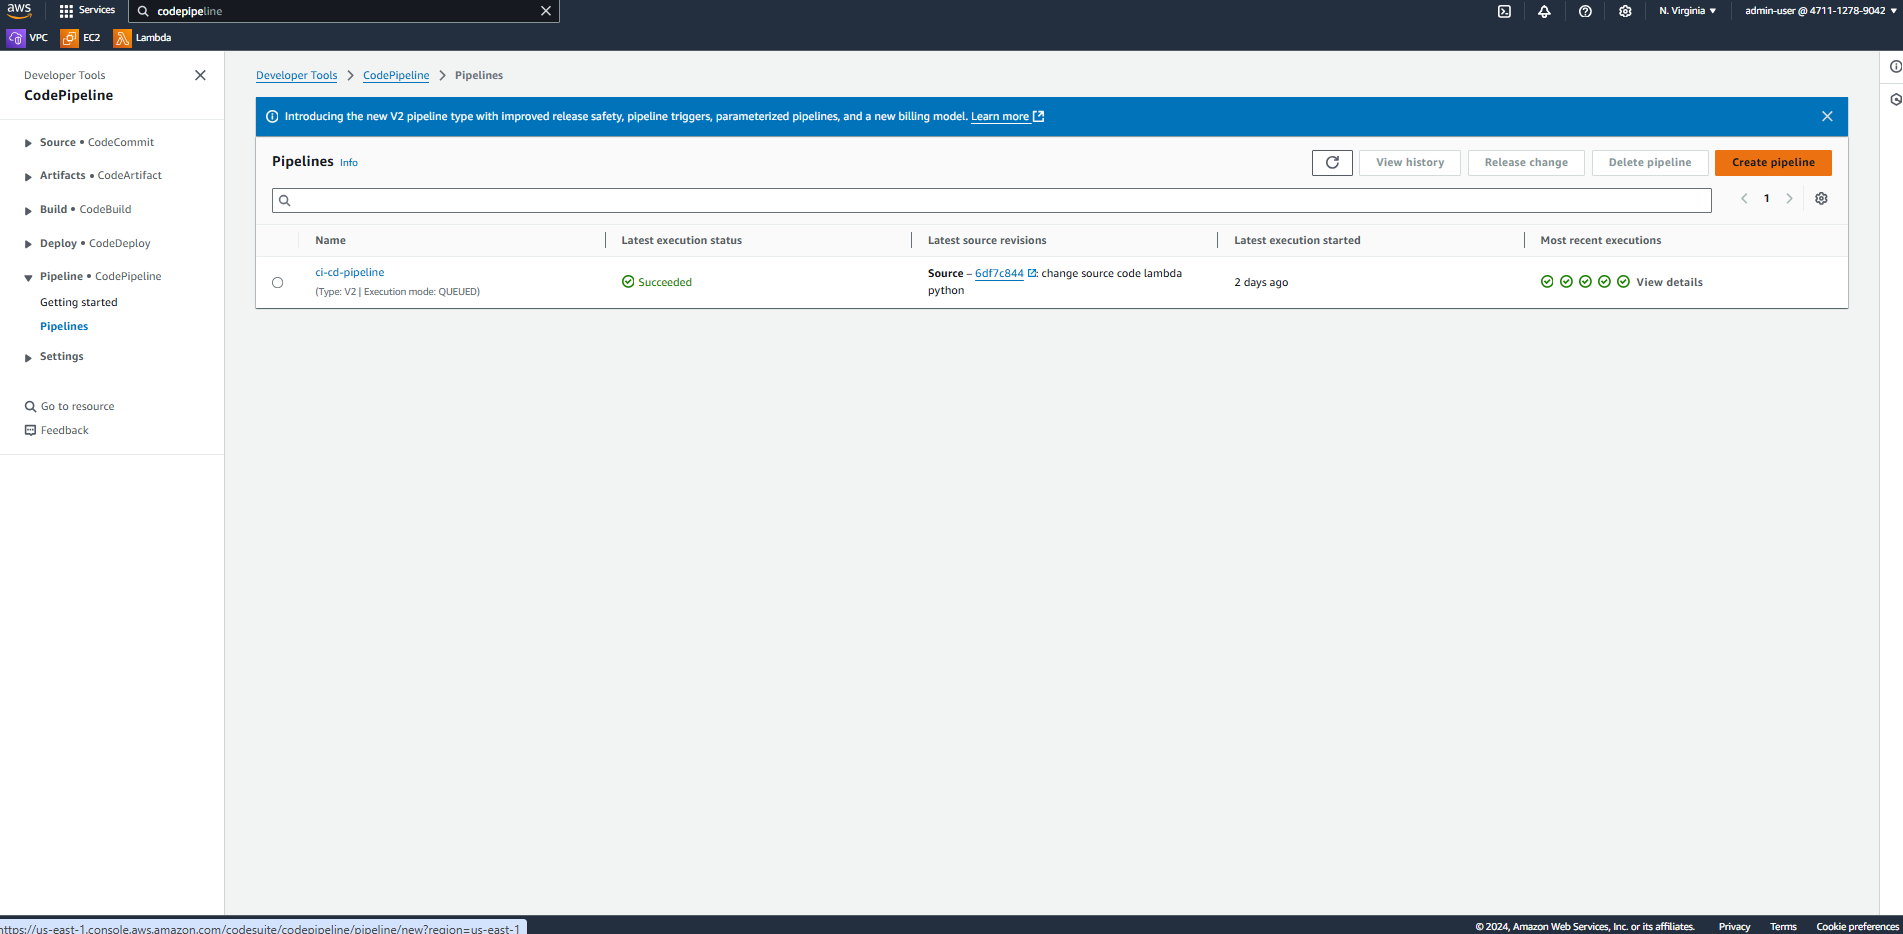 aws
Services
codepipeline
N. Virginia
admin-user @ 4711-1278-9042
VPC
EC2
Lambda
Developer Tools
CodePipeline
Source • CodeCommit
Artifacts • CodeArtifact
Build • CodeBuild
Deploy • CodeDeploy
Pipeline • CodePipeline
Getting started
Pipelines
Settings
Go to resource
Feedback
Developer Tools > CodePipeline > Pipelines
Introducing the new V2 pipeline type with improved release safety, pipeline triggers, parameterized pipelines, and a new billing model. Learn more
Pipelines Info
View history
Release change
Delete pipeline
Create pipeline
1
Name
Latest execution status
Latest source revisions
Latest execution started
Most recent executions
ci-cd-pipeline
(Type: V2 | Execution mode: QUEUED)
Succeeded
Source – 6df7c844: change source code lambda
python
2 days ago
View details
https://us-east-1.console.aws.amazon.com/codesuite/codepipeline/pipeline/new?region=us-east-1
© 2024, Amazon Web Services, Inc. or its affiliates.
Privacy
Terms
Cookie preferences